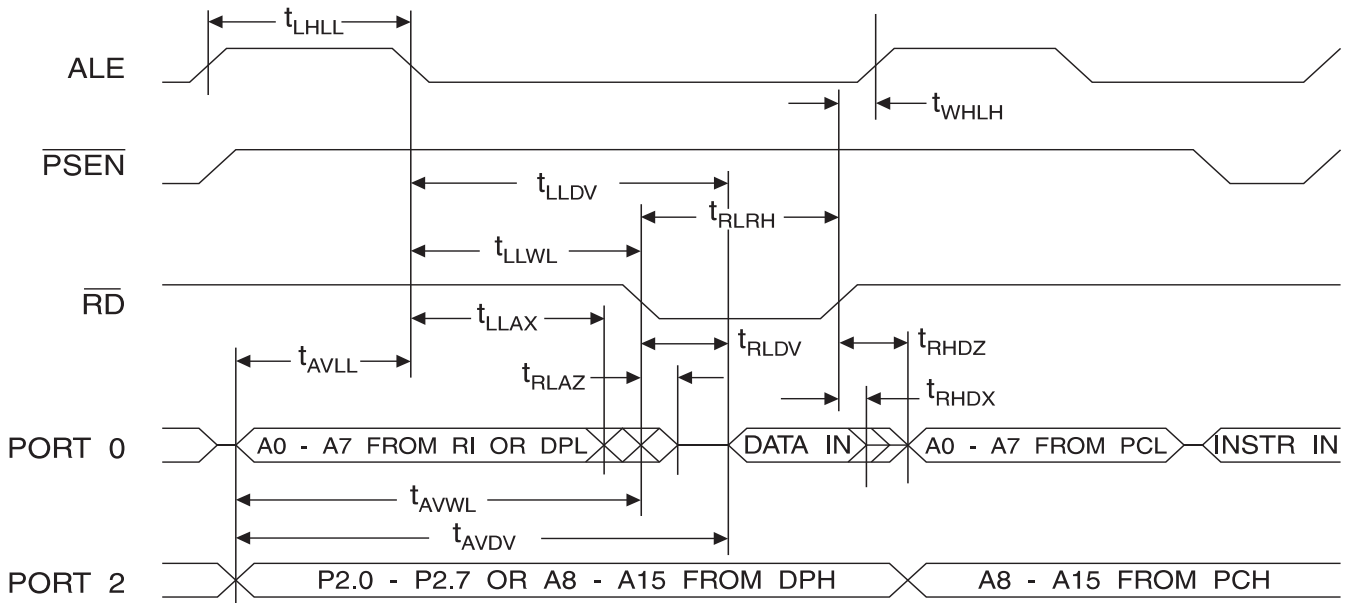 tLHLL
ALE
tWHLH
PSEN
tLLDV
tRLRH
tLLWL
RD
tLLAX
tRLDV
tRHDZ
tAVLL
tRLAZ
tRHDX
PORT 0
A0 - A7 FROM RI OR DPL
DATA IN
A0 - A7 FROM PCL
INSTR IN
tAVWL
tAVDV
PORT 2
P2.0 - P2.7 OR A8 - A15 FROM DPH
A8 - A15 FROM PCH